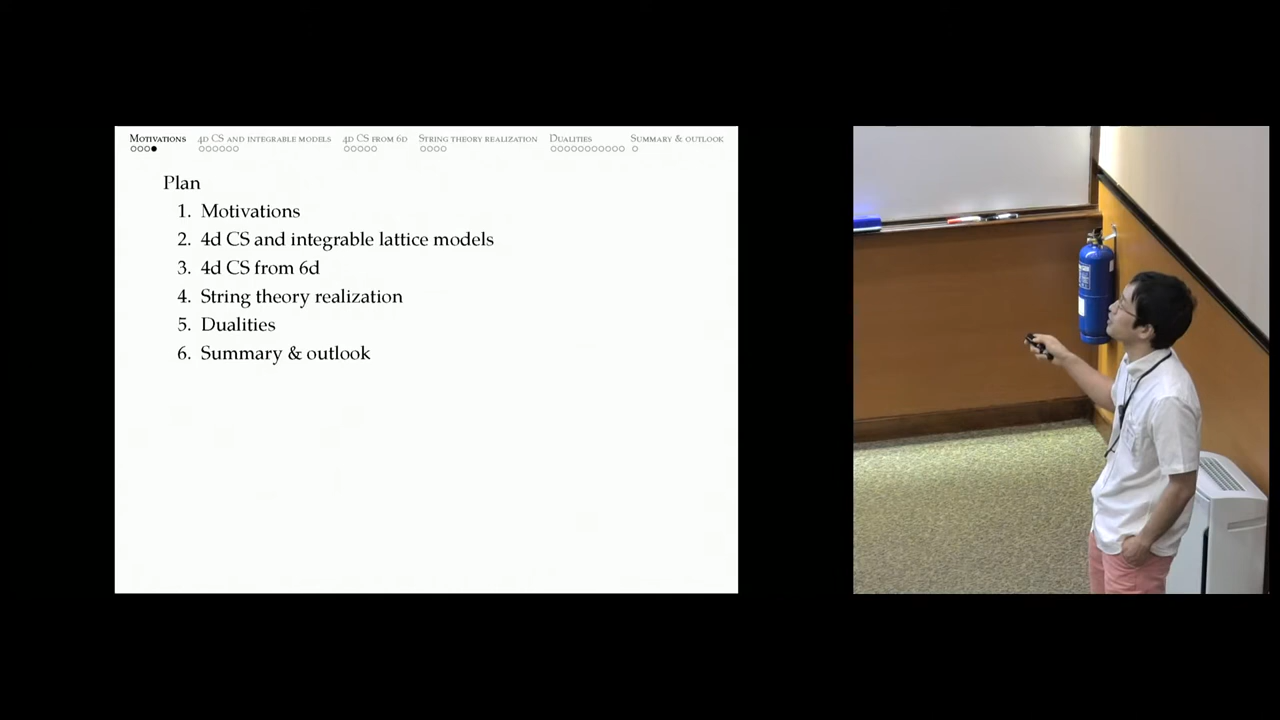 MOTIVATIONS 4D CS AND INTEGRABLE MODELS 4D CS FROM 6D STRING THEORY REALIZATION DUALITIES SUMMARY & OUTLOOK
Plan
1. Motivations
2. 4d CS and integrable lattice models
3. 4d CS from 6d
4. String theory realization
5. Dualities
6. Summary & outlook